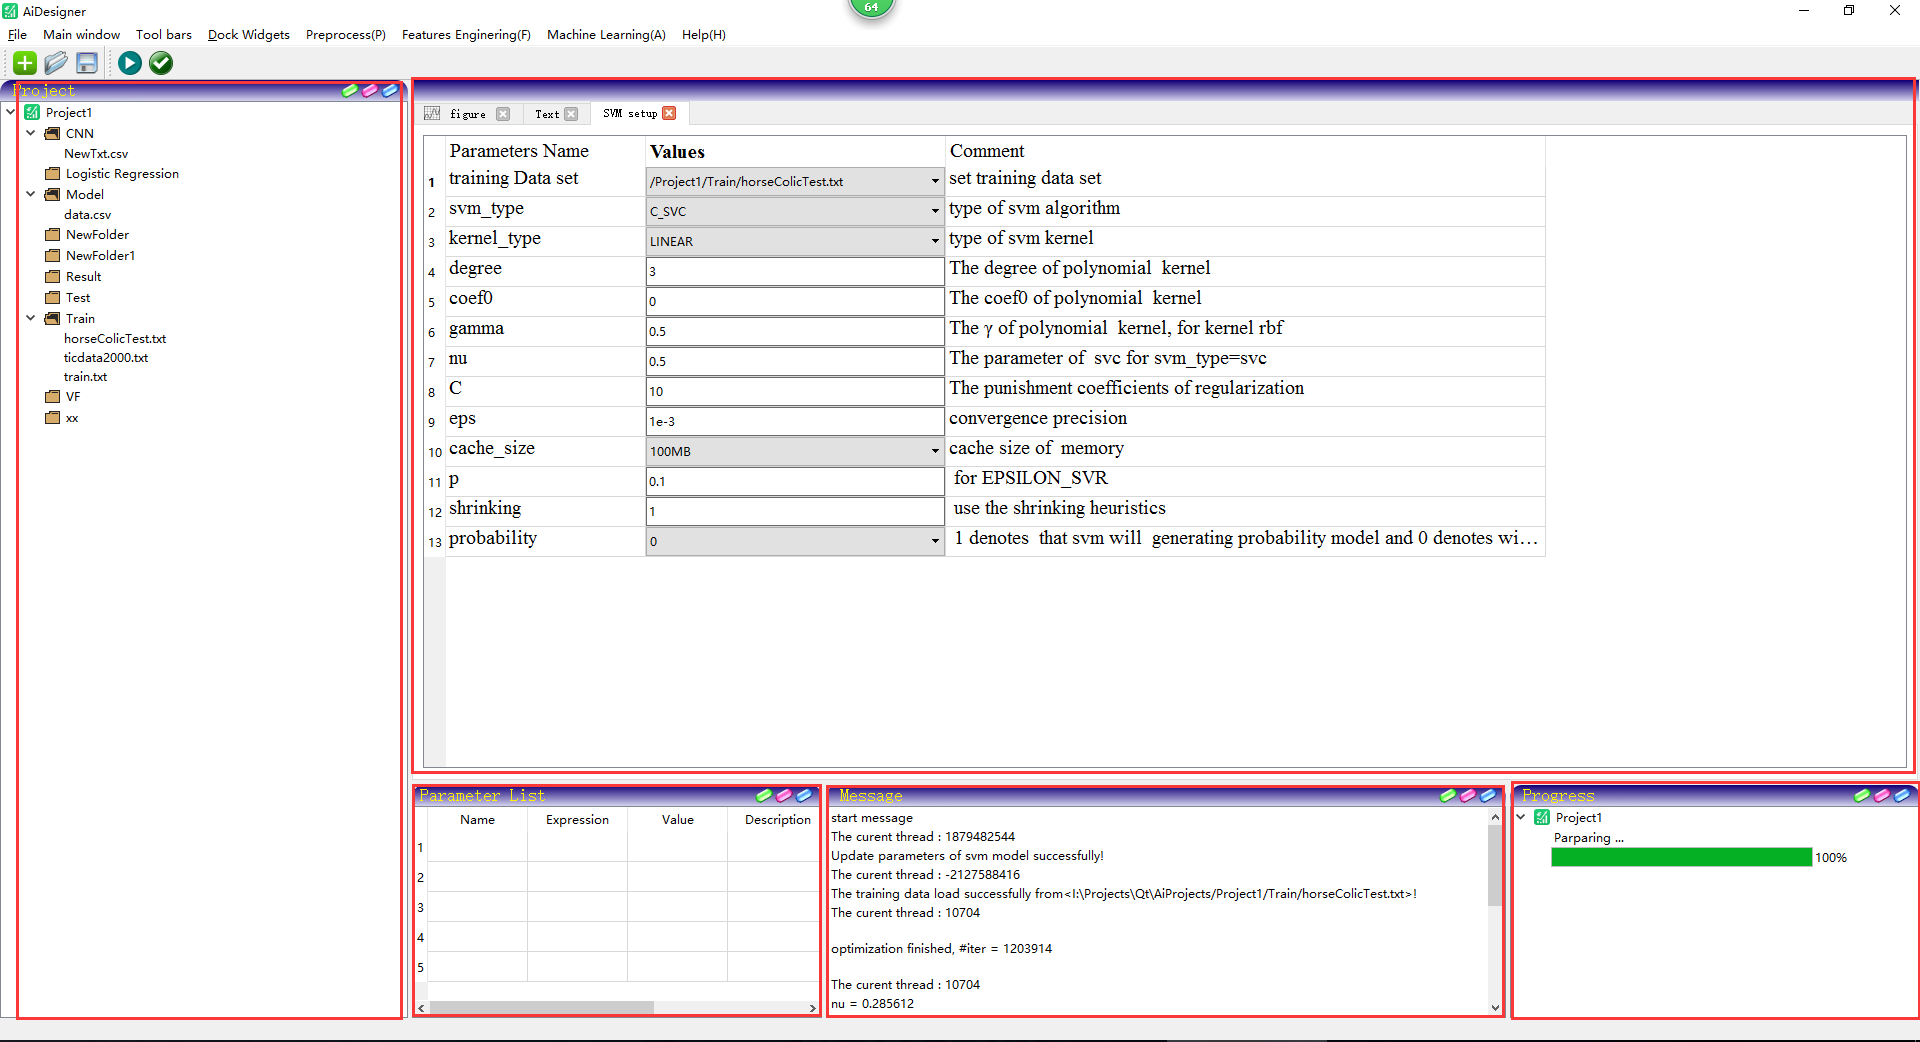 AiDesigner
64
File Main window Tool bars Dock Widgets Preprocess(P) Features Enginering(F) Machine Learning(A) Help(H)
Project
Project1
CNN
NewTxt.csv
Logistic Regression
Model
data.csv
NewFolder
NewFolder1
Result
Test
Train
horseColicTest.txt
ticdata2000.txt
train.txt
VF
xx
figure Text SVM setup
Parameters Name Values Comment
1 training Data set /Project1/Train/horseColicTest.txt set training data set
2 svm_type C_SVC type of svm algorithm
3 kernel_type LINEAR type of svm kernel
4 degree 3 The degree of polynomial kernel
5 coef0 0 The coef0 of polynomial kernel
6 gamma 0.5 The γ of polynomial kernel, for kernel rbf
7 nu 0.5 The parameter of svc for svm_type=svc
8 C 10 The punishment coefficients of regularization
9 eps 1e-3 convergence precision
10 cache_size 100MB cache size of memory
11 p 0.1 for EPSILON_SVR
12 shrinking 1 use the shrinking heuristics
13 probability 0 1 denotes that svm will generating probability model and 0 denotes wi...
Parameter List
Name Expression Value Description
1
2
3
4
5
Message
start message
The curent thread : 1879482544
Update parameters of svm model successfully!
The curent thread : -2127588416
The training data load successfully from<I:\Projects\Qt\AiProjects/Project1/Train/horseColicTest.txt>!
The curent thread : 10704
optimization finished, #iter = 1203914
The curent thread : 10704
nu = 0.285612
Progress
Project1
Parparing ...
100%